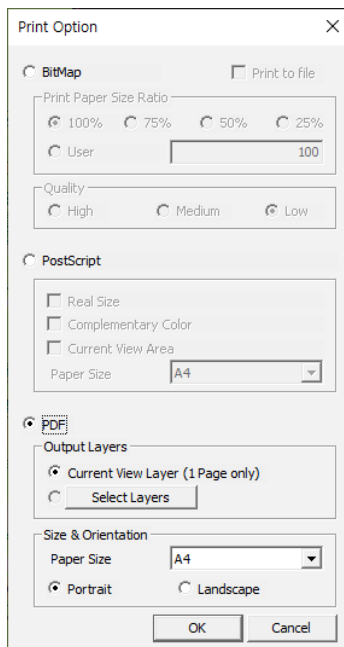 Print Option
BitMap Print to file
Print Paper Size Ratio
100% 75% 50% 25%
User 100
Quality
High Medium Low
PostScript
Real Size
Complementary Color
Current View Area
Paper Size A4
PDF
Output Layers
Current View Layer (1 Page only)
Select Layers
Size & Orientation
Paper Size A4
Portrait Landscape
OK Cancel